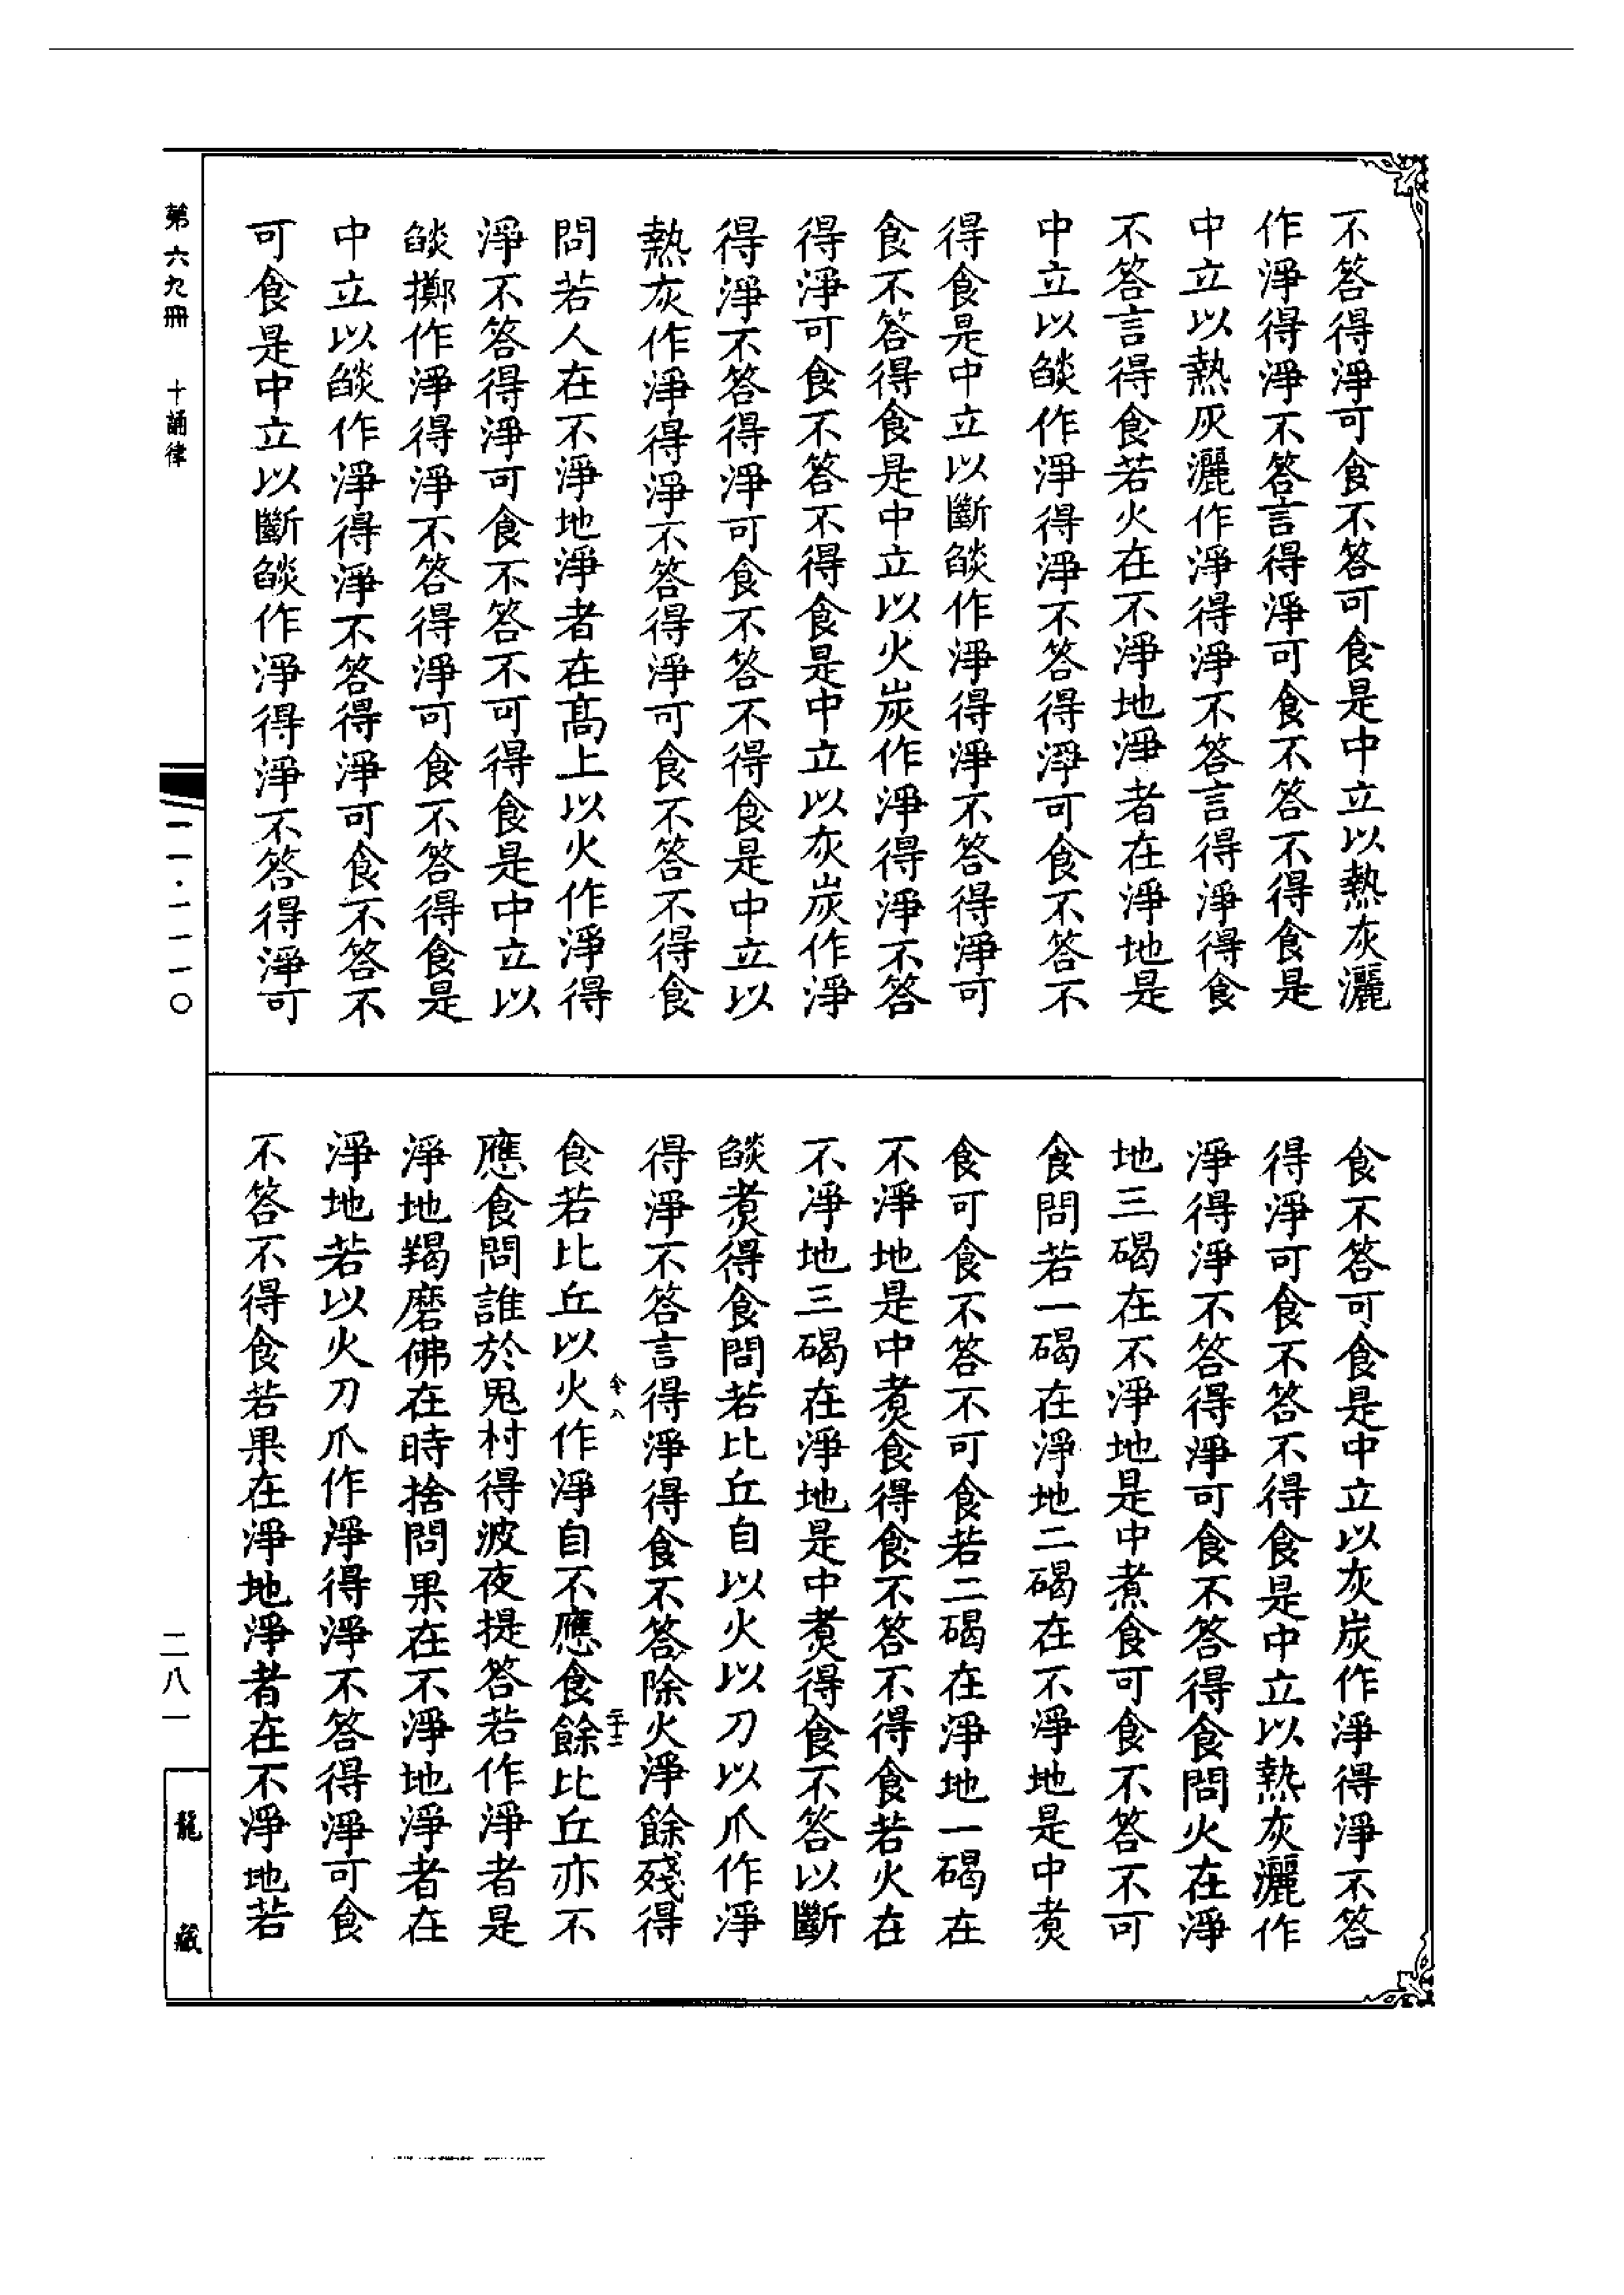 不答得淨可食不答可食是中立以熱灰灑
作淨得淨不答言得淨可食不答不得食是
中立以熱灰灑作淨得淨不答言得淨得食
不答言得食若火在不淨地淨者在淨地是
中立以燄作淨得淨不答得淨可食不答不
得食是中立以斷燄作淨得淨不答得淨可
食不答得食是中立以火炭作淨得淨不答
得淨可食不答不得食是中立以灰炭作淨
得淨不答得淨可食不答不得食是中立以
熱灰作淨得淨不答得淨可食不答不得食
問若人在不淨地淨者在高上以火作淨得
淨不答得淨可食不答不可得食是中立以
燄擲作淨得淨不答得淨可食不答得食是
中立以燄作淨得淨不答得淨可食不答不
可食是中立以斷燄作淨得淨不答得淨可
食不答可食是中立以灰炭作淨得淨不答
得淨可食不答不得食是中立以熱灰灑作
淨得淨不答得淨可食不答得食問火在淨
地三碣在不淨地是中煮食可食不答不可
食問若一碣在淨地二碣在不淨地是中煑
食可食不答不可食若二碣在淨地一碣在
不淨地是中煑食得食不答不得食若火在
不淨地三碣在淨地是中煑得食不答以斷
燄煑得食問若比丘自以火以刀以爪作淨
得淨不答言得淨得食不答除火淨餘殘得
食若比丘以火作淨自不應食餘比丘亦不
應食問誰於鬼村得波夜提答若作淨者是
淨地羯磨佛在時捨問果在不淨地淨者在
淨地若以火刀爪作淨得淨不答得淨可食
不答不得食若果在淨地淨者在不淨地若
第六九冊 十誦律
一一·一一一〇
二八一
龍藏